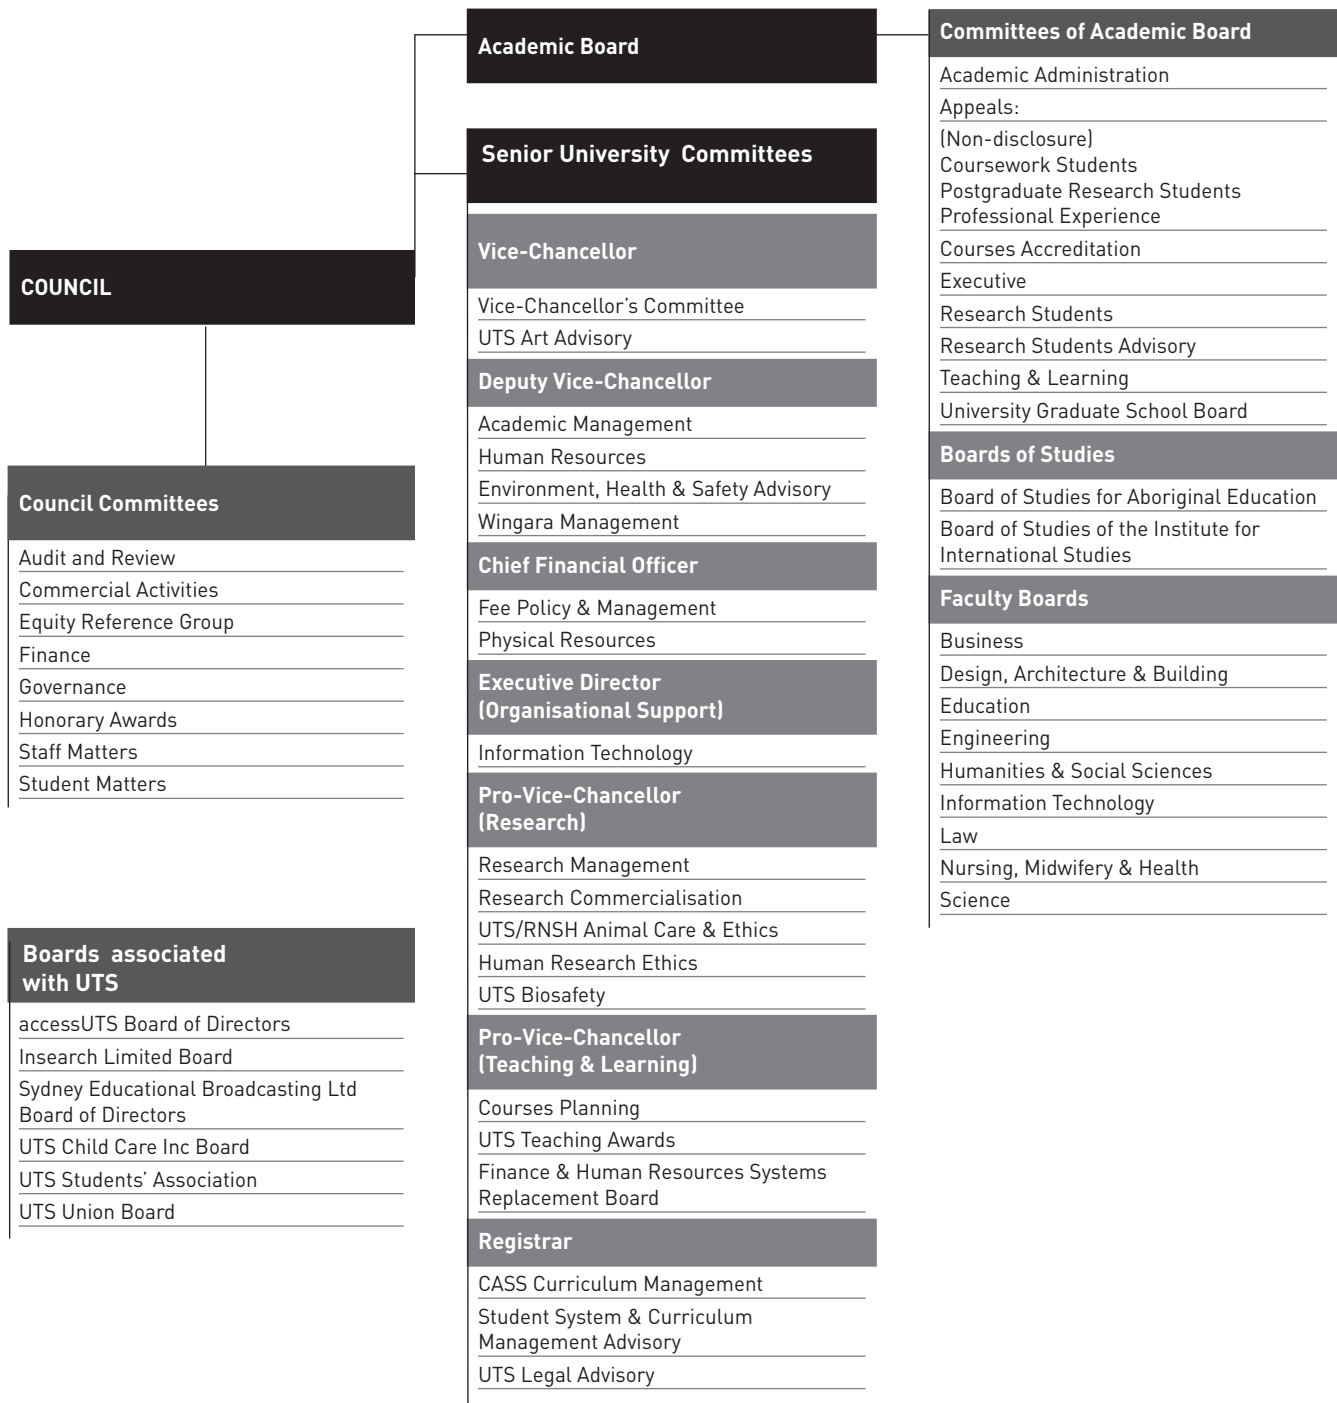 COUNCIL
Council Committees
Audit and Review
Commercial Activities
Equity Reference Group
Finance
Governance
Honorary Awards
Staff Matters
Student Matters
Boards associated
with UTS
accessUTS Board of Directors
Insearch Limited Board
Sydney Educational Broadcasting Ltd
Board of Directors
UTS Child Care Inc Board
UTS Students’ Association
UTS Union Board
Academic Board
Senior University Committees
Vice-Chancellor
Vice-Chancellor’s Committee
UTS Art Advisory
Deputy Vice-Chancellor
Academic Management
Human Resources
Environment, Health & Safety Advisory
Wingara Management
Chief Financial Officer
Fee Policy & Management
Physical Resources
Executive Director
(Organisational Support)
Information Technology
Pro-Vice-Chancellor
(Research)
Research Management
Research Commercialisation
UTS/RNSH Animal Care & Ethics
Human Research Ethics
UTS Biosafety
Pro-Vice-Chancellor
(Teaching & Learning)
Courses Planning
UTS Teaching Awards
Finance & Human Resources Systems
Replacement Board
Registrar
CASS Curriculum Management
Student System & Curriculum
Management Advisory
UTS Legal Advisory
Committees of Academic Board
Academic Administration
Appeals:
(Non-disclosure)
Coursework Students
Postgraduate Research Students
Professional Experience
Courses Accreditation
Executive
Research Students
Research Students Advisory
Teaching & Learning
University Graduate School Board
Boards of Studies
Board of Studies for Aboriginal Education
Board of Studies of the Institute for
International Studies
Faculty Boards
Business
Design, Architecture & Building
Education
Engineering
Humanities & Social Sciences
Information Technology
Law
Nursing, Midwifery & Health
Science